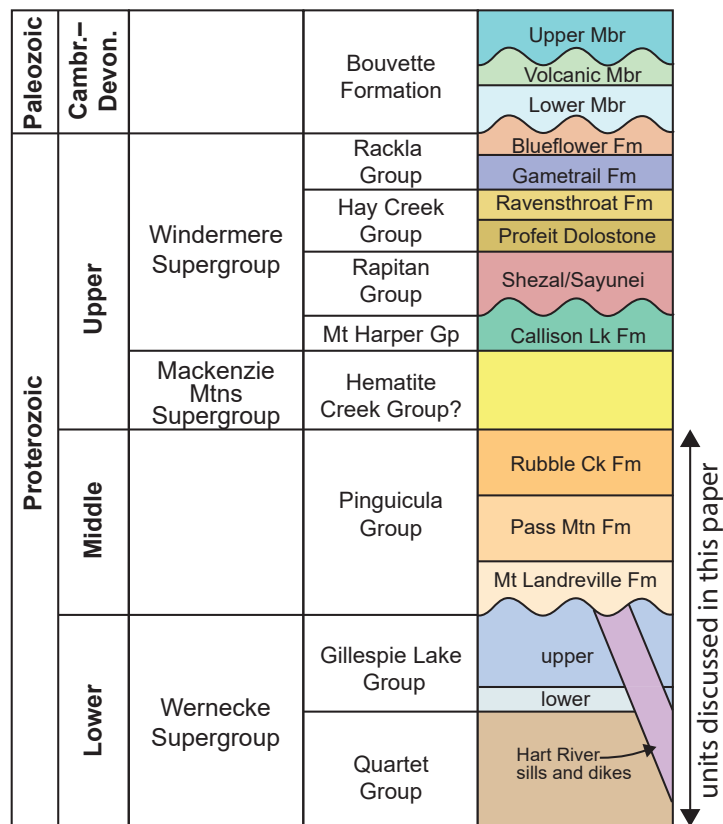 Paleozoic
Cambr.–
Devon.
Bouvette
Formation
Upper Mbr
Volcanic Mbr
Lower Mbr
Proterozoic
Upper
Windermere
Supergroup
Rackla
Group
Blueflower Fm
Gametrail Fm
Hay Creek
Group
Ravensthroat Fm
Profeit Dolostone
Rapitan
Group
Shezal/Sayunei
Mt Harper Gp
Callison Lk Fm
Mackenzie
Mtns
Supergroup
Hematite
Creek Group?
Middle
Pinguicula
Group
Rubble Ck Fm
Pass Mtn Fm
Mt Landreville Fm
Lower
Wernecke
Supergroup
Gillespie Lake
Group
upper
lower
Quartet
Group
Hart River
sills and dikes
units discussed in this paper